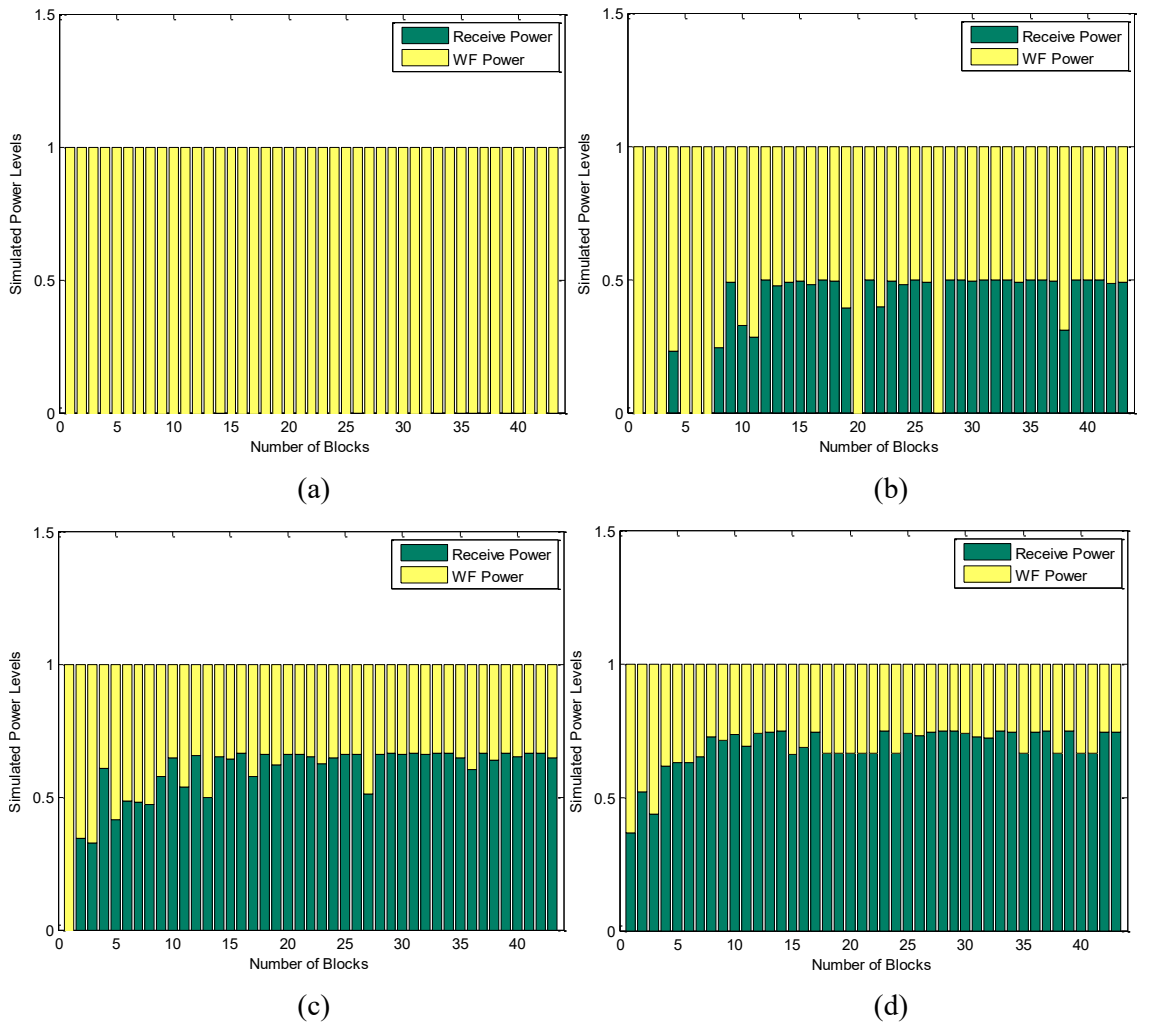 1.5
Receive Power
WF Power
1
Simulated Power Levels
0.5
0
0 5 10 15 20 25 30 35 40
Number of Blocks
(a)
1.5
Receive Power
WF Power
1
Simulated Power Levels
0.5
0
0 5 10 15 20 25 30 35 40
Number of Blocks
(b)
1.5
Receive Power
WF Power
1
Simulated Power Levels
0.5
0
0 5 10 15 20 25 30 35 40
Number of Blocks
(c)
1.5
Receive Power
WF Power
1
Simulated Power Levels
0.5
0
0 5 10 15 20 25 30 35 40
Number of Blocks
(d)